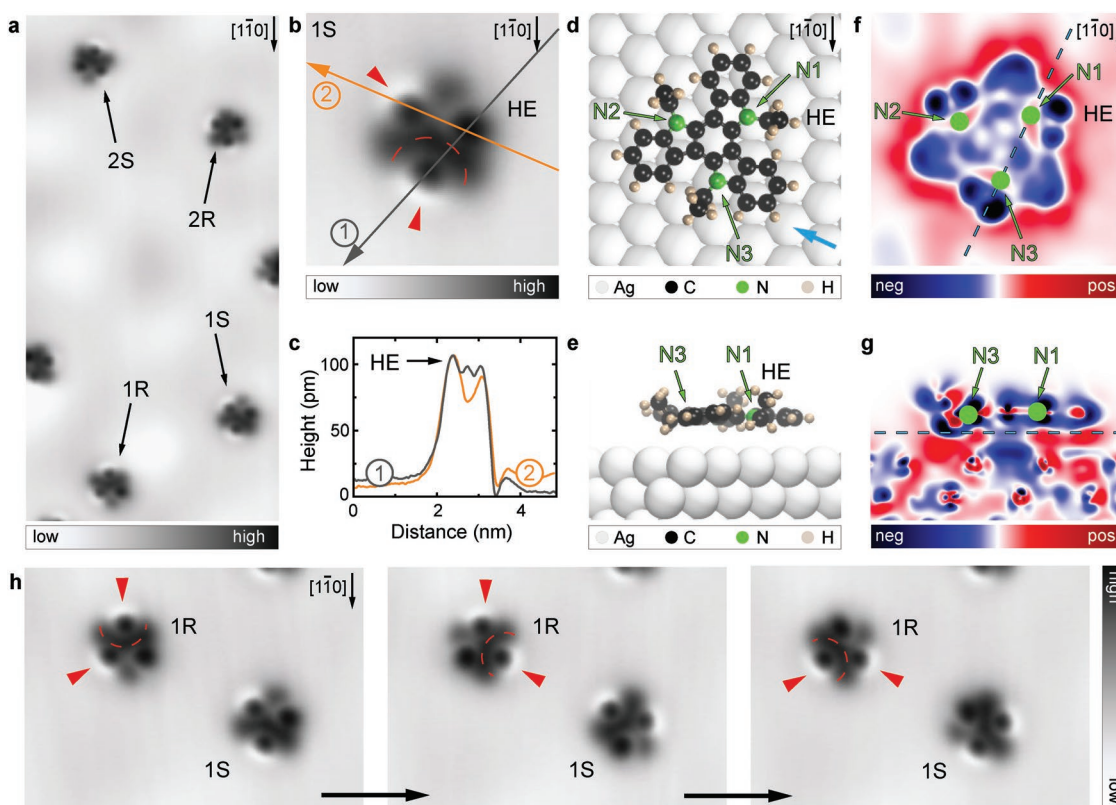 a
[11̅0]
2S
2R
1S
1R
low
high
b
1S
[11̅0]
2
HE
1
low
high
c
HE
100
50
0
1
2
0
2
4
Height (pm)
Distance (nm)
d
[11̅0]
N1
N2
HE
N3
Ag
C
N
H
e
N3
N1
HE
Ag
C
N
H
f
[11̅0]
N1
N2
HE
N3
neg
pos
g
N3
N1
neg
pos
h
[11̅0]
1R
1S
1R
1S
1R
1S
high
low